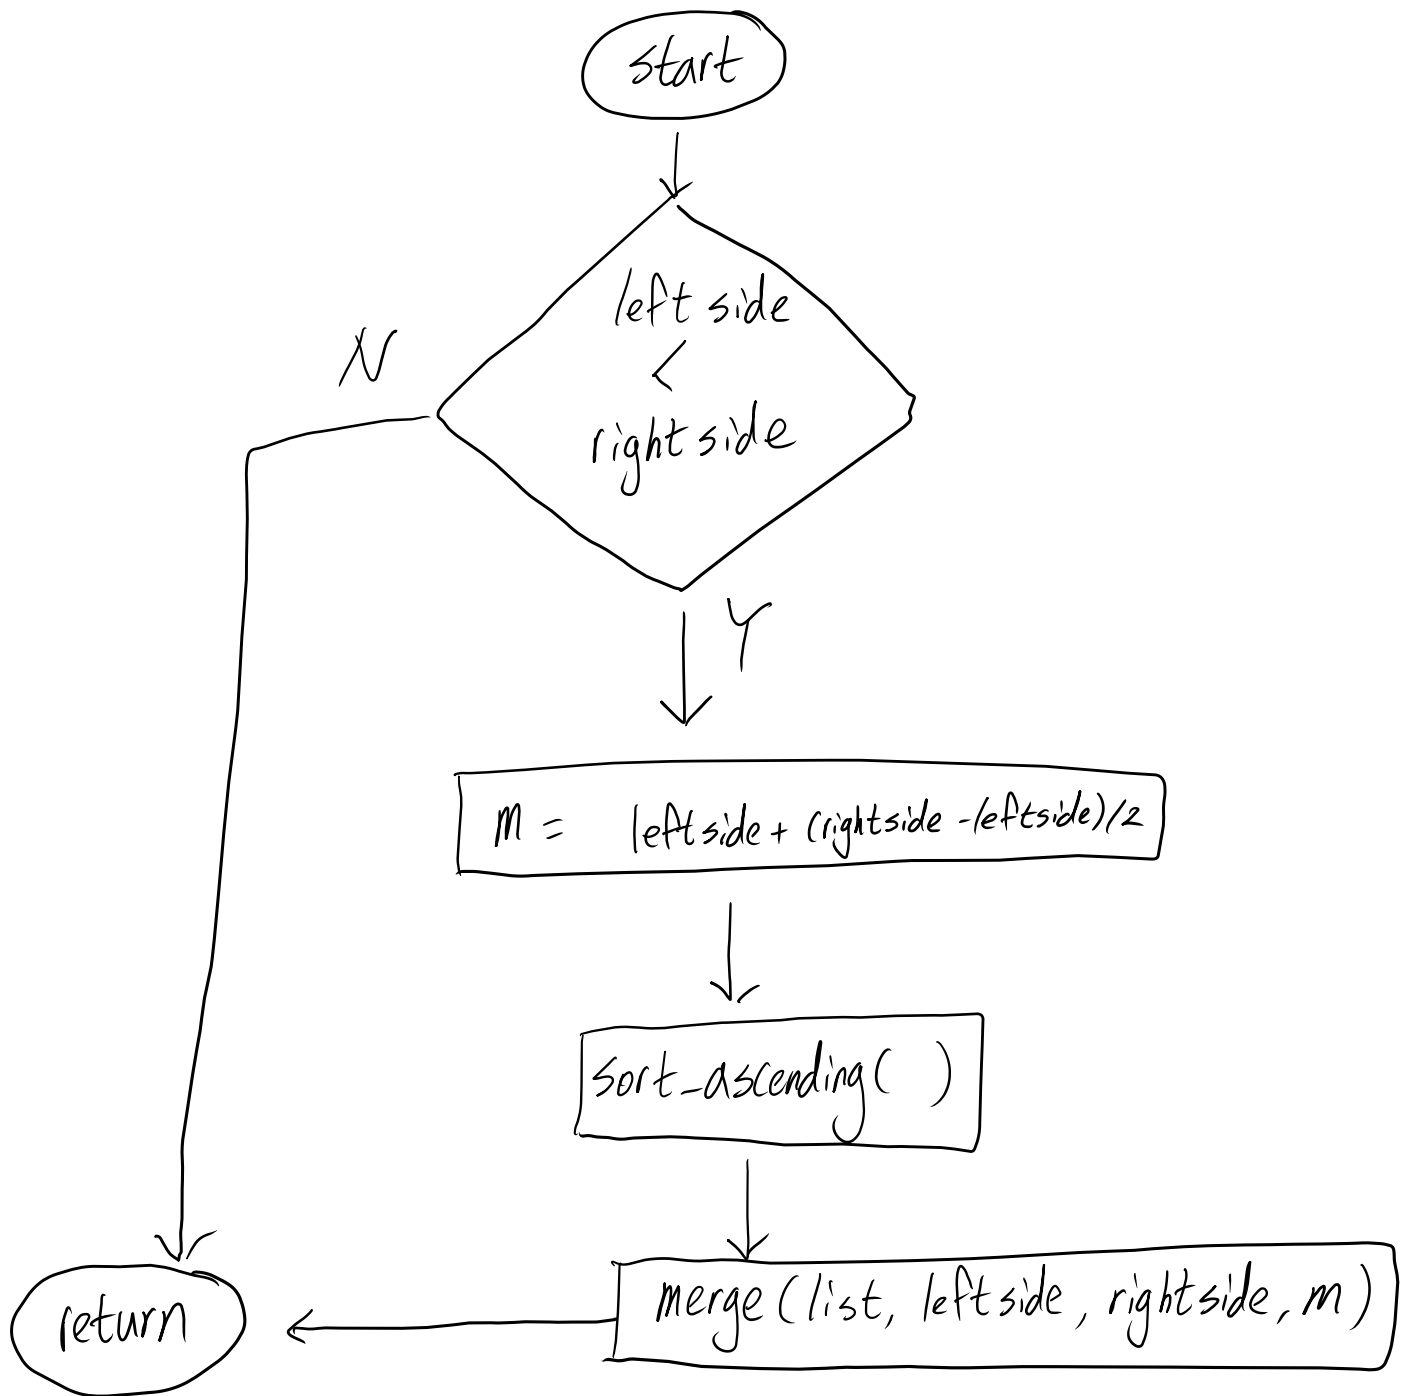 start
left side
<
right side
N
Y
m = leftside + (rightside - leftside)/2
sort_ascending( )
merge (list, leftside, rightside, m)
return